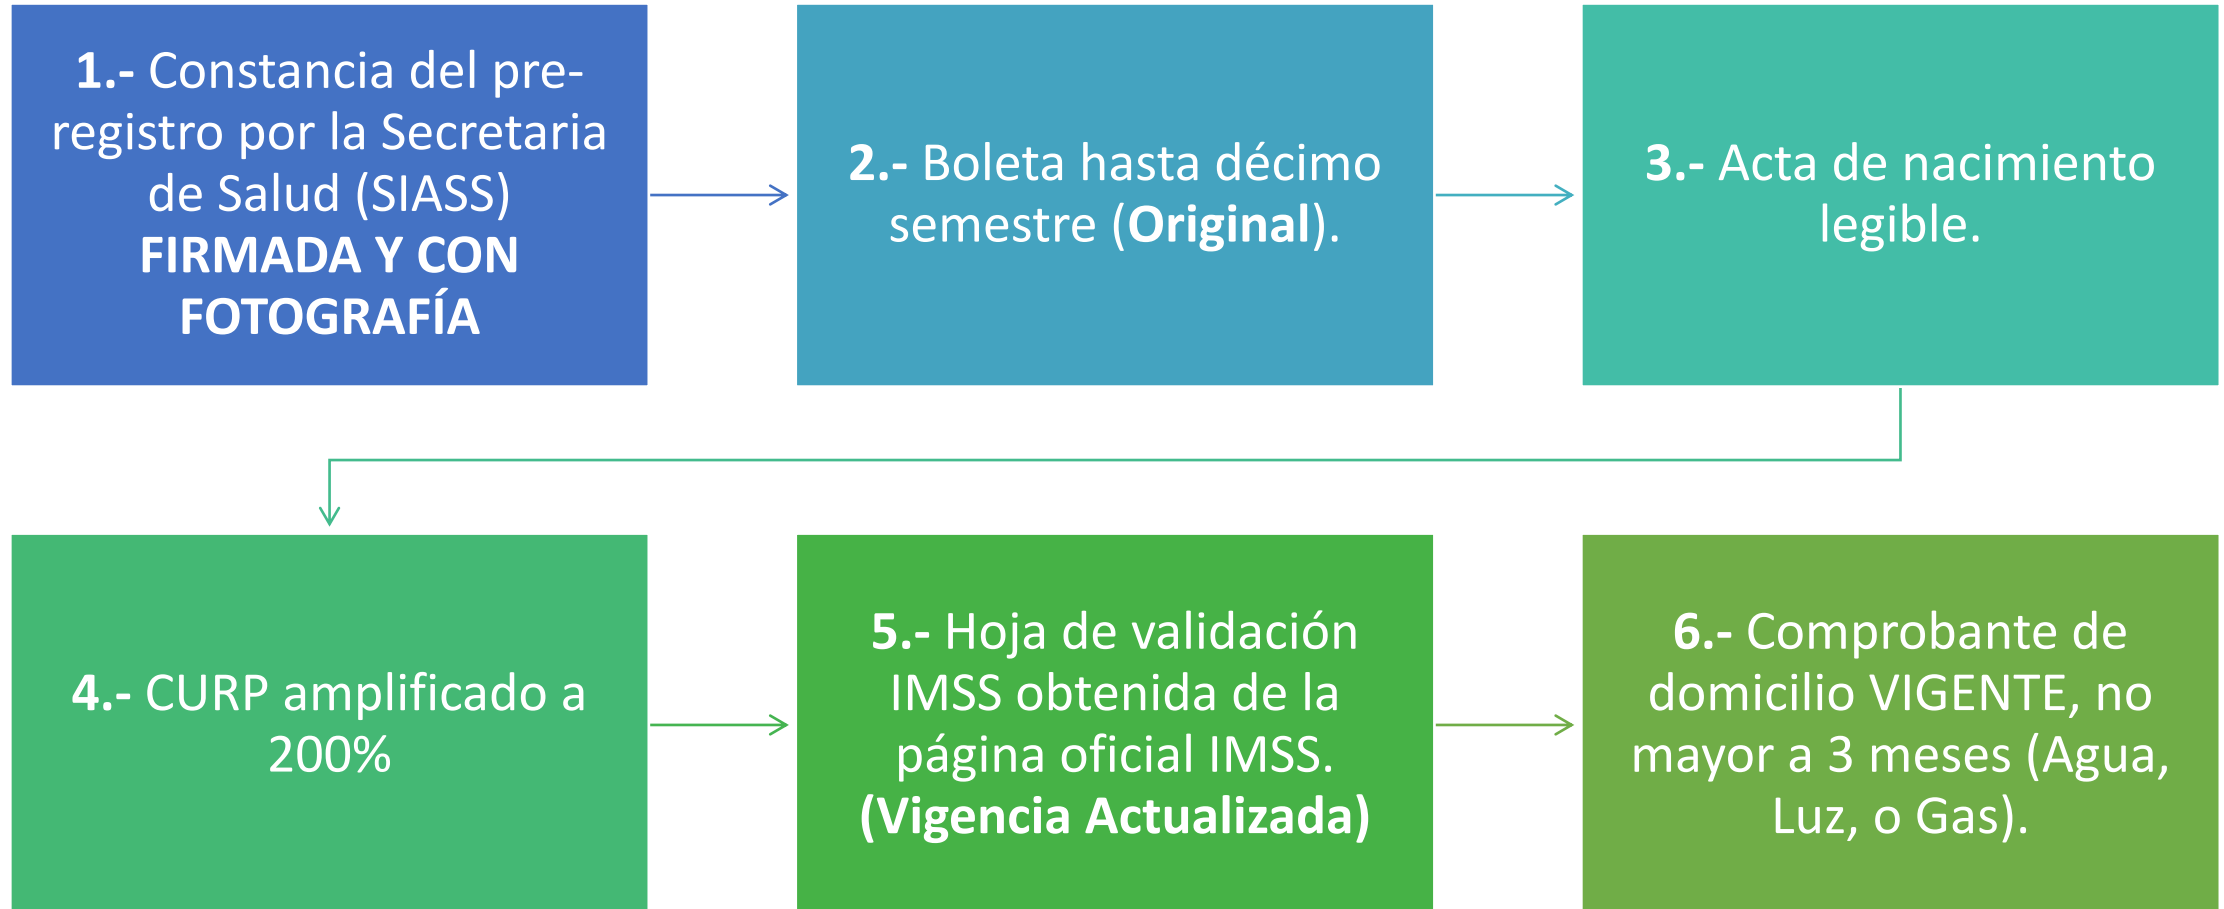 1.- Constancia del pre-
registro por la Secretaria
de Salud (SIASS)
FIRMADA Y CON
FOTOGRAFÍA
2.- Boleta hasta décimo
semestre (Original).
3.- Acta de nacimiento
legible.
4.- CURP amplificado a
200%
5.- Hoja de validación
IMSS obtenida de la
página oficial IMSS.
(Vigencia Actualizada)
6.- Comprobante de
domicilio VIGENTE, no
mayor a 3 meses (Agua,
Luz, o Gas).